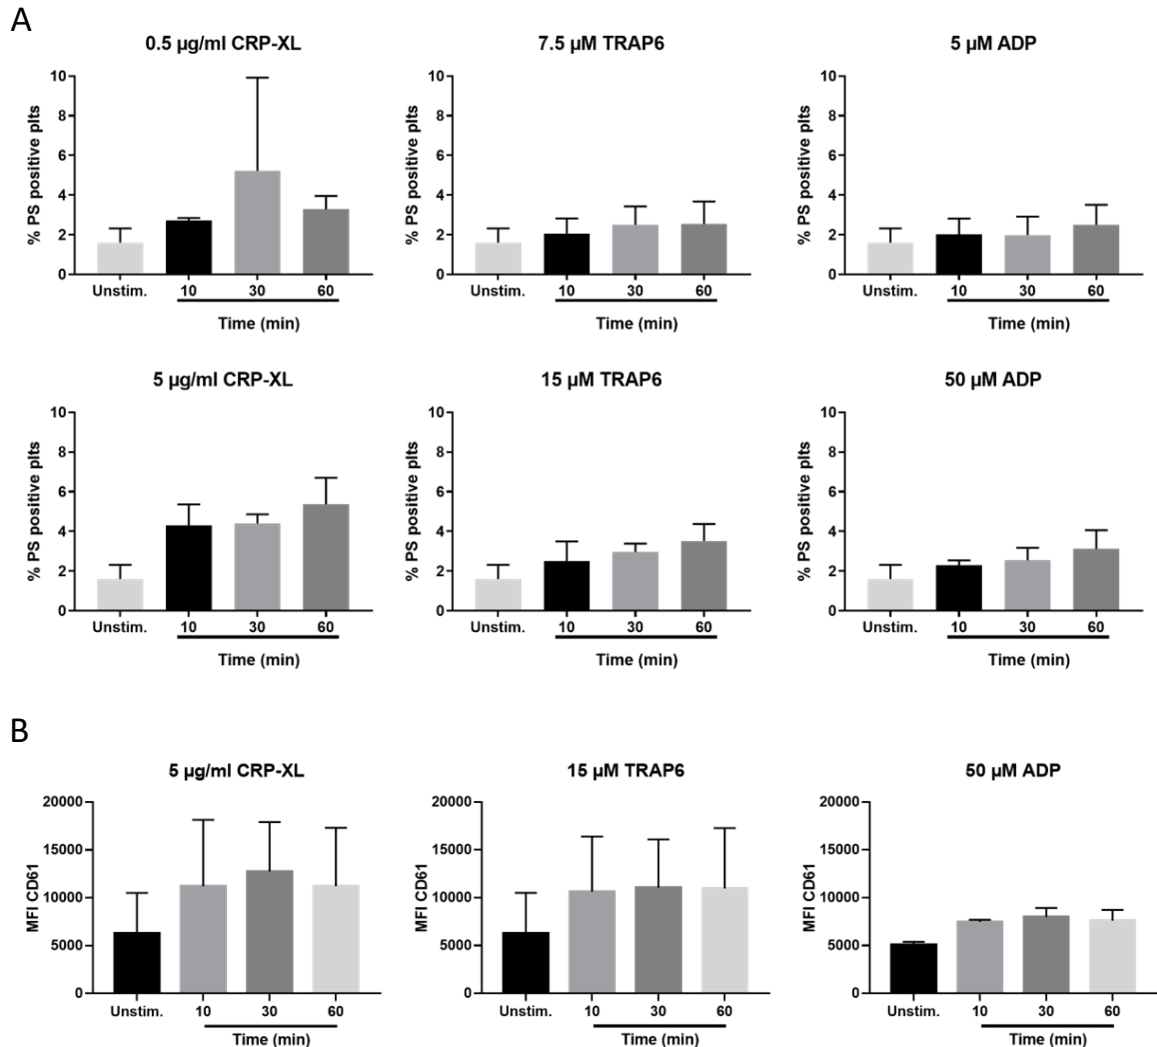 A
0.5 µg/ml CRP-XL
% PS positive plts
10
8
6
4
2
0
Unstim. 10 30 60
Time (min)
7.5 µM TRAP6
% PS positive plts
10
8
6
4
2
0
Unstim. 10 30 60
Time (min)
5 µM ADP
% PS positive plts
10
8
6
4
2
0
Unstim. 10 30 60
Time (min)
5 µg/ml CRP-XL
% PS positive plts
10
8
6
4
2
0
Unstim. 10 30 60
Time (min)
15 µM TRAP6
% PS positive plts
10
8
6
4
2
0
Unstim. 10 30 60
Time (min)
50 µM ADP
% PS positive plts
10
8
6
4
2
0
Unstim. 10 30 60
Time (min)
B
5 µg/ml CRP-XL
MFI CD61
20000
15000
10000
5000
0
Unstim. 10 30 60
Time (min)
15 µM TRAP6
MFI CD61
20000
15000
10000
5000
0
Unstim. 10 30 60
Time (min)
50 µM ADP
MFI CD61
20000
15000
10000
5000
0
Unstim. 10 30 60
Time (min)